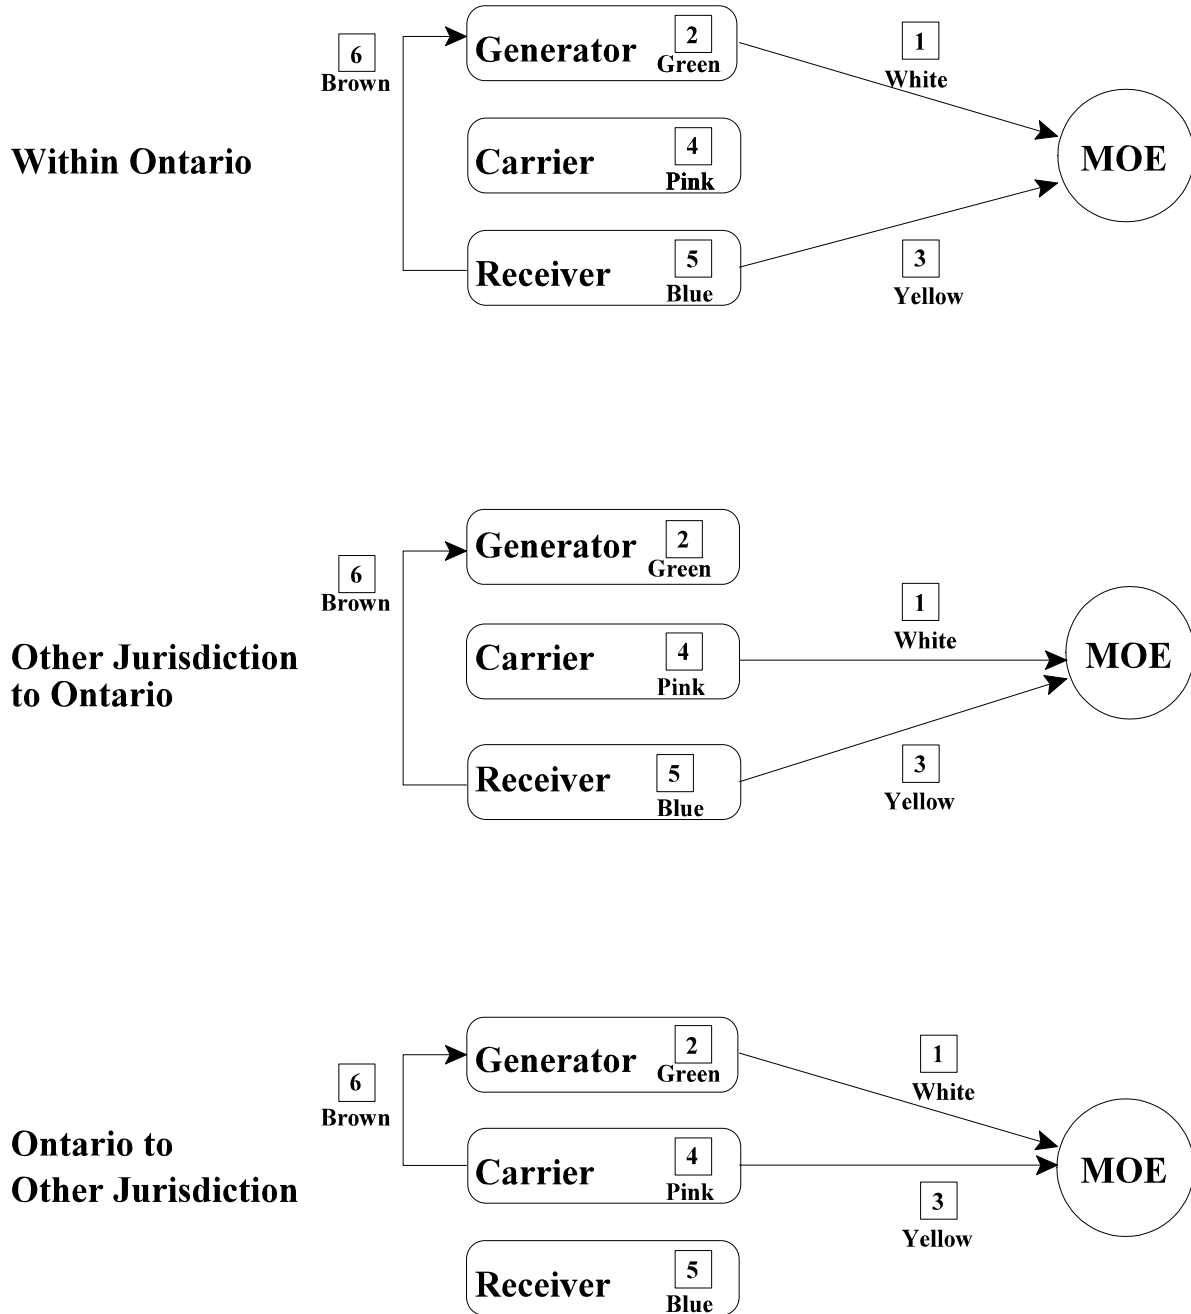 6
Brown
Generator
2
Green
1
White
Within Ontario
Carrier
4
Pink
MOE
Receiver
5
Blue
3
Yellow
6
Brown
Generator
2
Green
1
White
Other Jurisdiction
to Ontario
Carrier
4
Pink
MOE
Receiver
5
Blue
3
Yellow
6
Brown
Generator
2
Green
1
White
Ontario to
Other Jurisdiction
Carrier
4
Pink
MOE
3
Yellow
Receiver
5
Blue